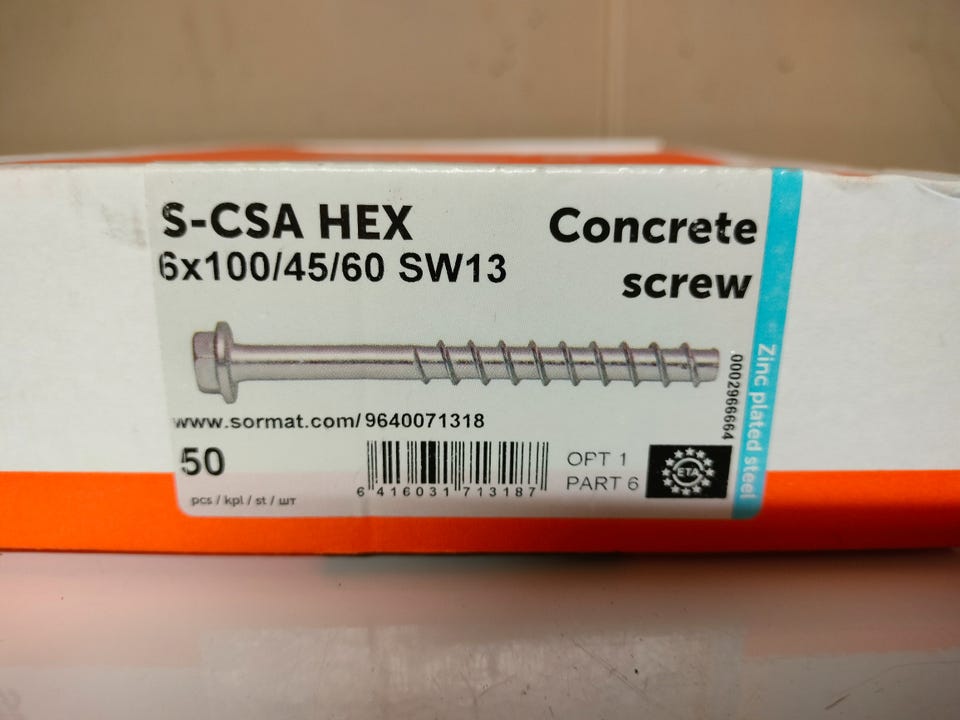 S-CSA HEX
6x100/45/60 SW13
Concrete
screw
www.sormat.com/9640071318
50
pcs / kpl / st / шт
6 416031 713187
OPT 1
PART 6
ETA
0002966664
Zinc plated steel